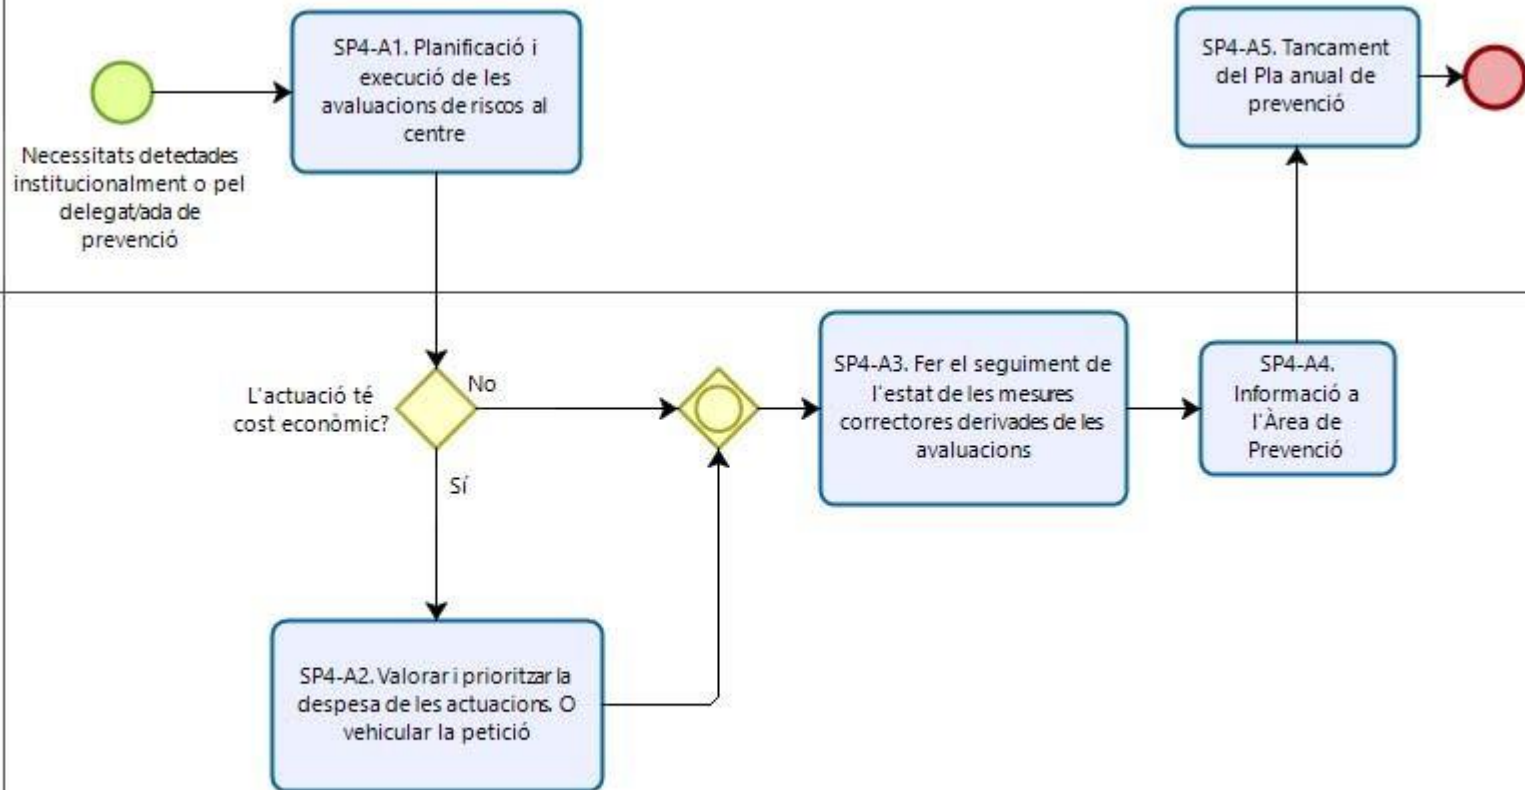 SP4-A1. Planificació i
execució de les
avaluacions de riscos al
centre
SP4-A5. Tancament
del Pla anual de
prevenció
Necessitats detectades
institucionalment o pel
delegat/ada de
prevenció
L'actuació té
cost econòmic?
No
Sí
SP4-A3. Fer el seguiment de
l'estat de les mesures
correctores derivades de les
avaluacions
SP4-A4.
Informació a
l'Àrea de
Prevenció
SP4-A2. Valorar i prioritzar la
despesa de les actuacions. O
vehicular la petició